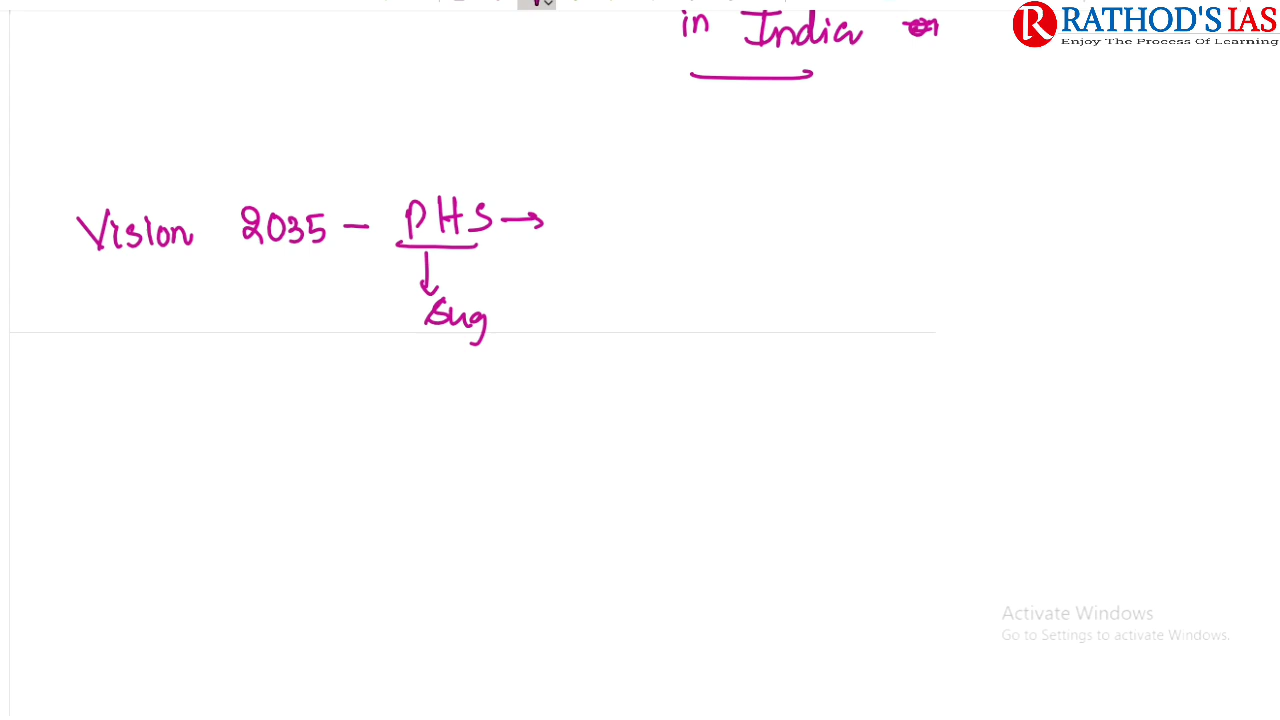 in India
RATHOD'S IAS
Enjoy The Process Of Learning
Vision 2035 - PHS →
↓
Sug
Activate Windows
Go to Settings to activate Windows.